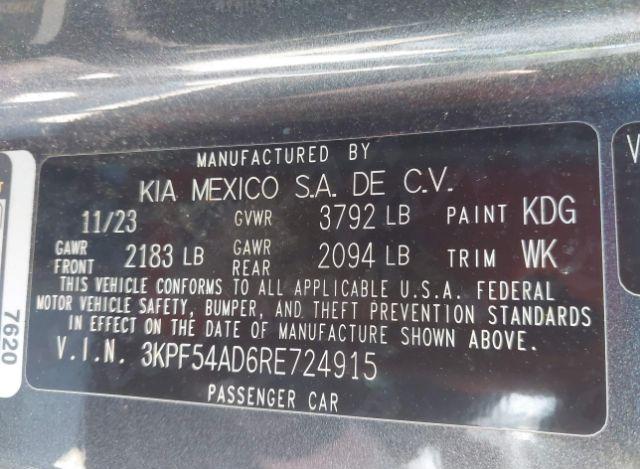 MANUFACTURED BY
KIA MEXICO S.A. DE C.V.
11/23 GVWR 3792 LB PAINT KDG
GAWR FRONT 2183 LB GAWR REAR 2094 LB TRIM WK
THIS VEHICLE CONFORMS TO ALL APPLICABLE U.S.A. FEDERAL
MOTOR VEHICLE SAFETY, BUMPER, AND THEFT PREVENTION STANDARDS
IN EFFECT ON THE DATE OF MANUFACTURE SHOWN ABOVE.
V.I.N. 3KPF54AD6RE724915
PASSENGER CAR
7620